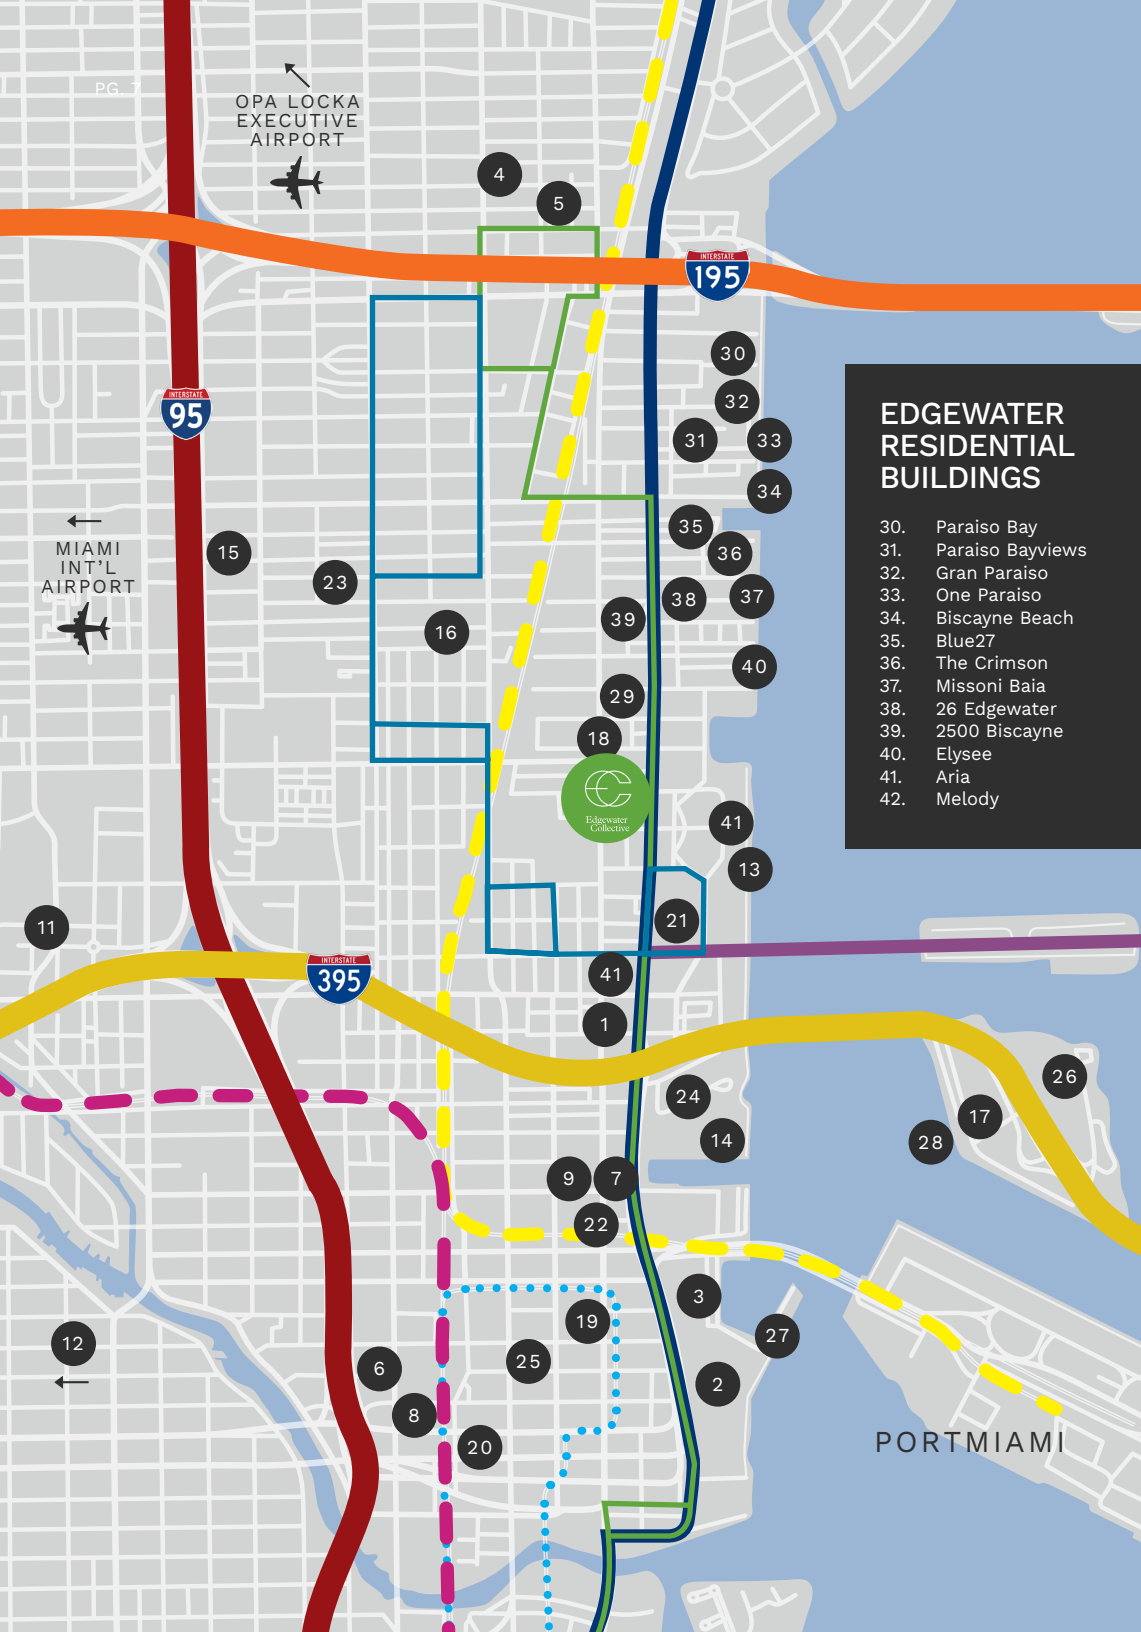 PG. 7
OPA LOCKA
EXECUTIVE
AIRPORT
4
5
INTERSTATE
195
30
32
31
33
34
INTERSTATE
95
EDGEWATER
RESIDENTIAL
BUILDINGS
30. Paraiso Bay
31. Paraiso Bayviews
32. Gran Paraiso
33. One Paraiso
34. Biscayne Beach
35. Blue27
36. The Crimson
37. Missoni Baia
38. 26 Edgewater
39. 2500 Biscayne
40. Elysee
41. Aria
42. Melody
MIAMI
INT'L
AIRPORT
15
23
16
35
36
38
37
39
40
29
18
Edgewater
Collective
41
13
21
11
INTERSTATE
395
41
1
24
14
26
17
28
9
7
22
3
27
19
25
2
12
6
8
20
PORTMIAMI